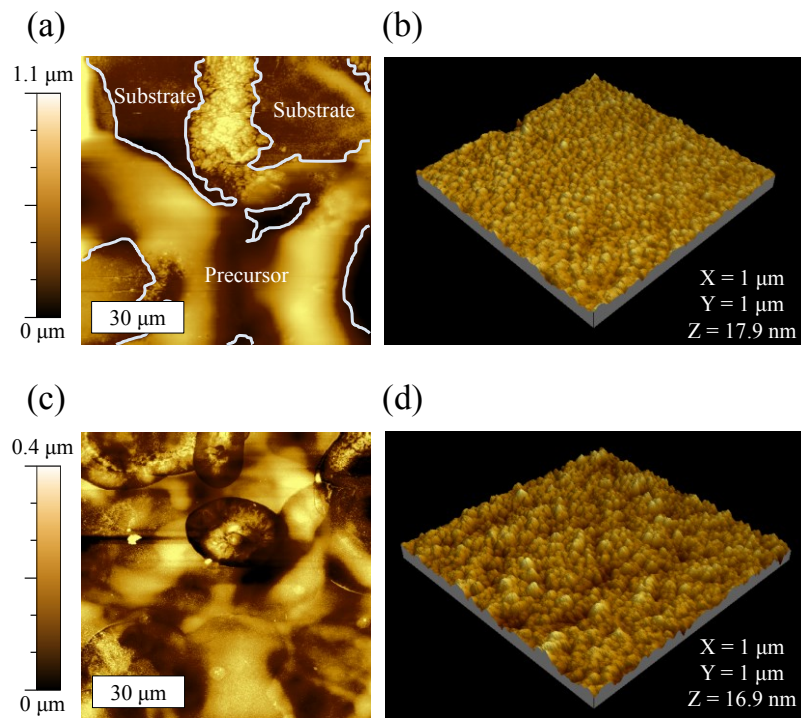 (a)
(b)
1.1 μm
0 μm
Substrate
Substrate
Precursor
30 μm
X = 1 μm
Y = 1 μm
Z = 17.9 nm
(c)
(d)
0.4 μm
0 μm
30 μm
X = 1 μm
Y = 1 μm
Z = 16.9 nm